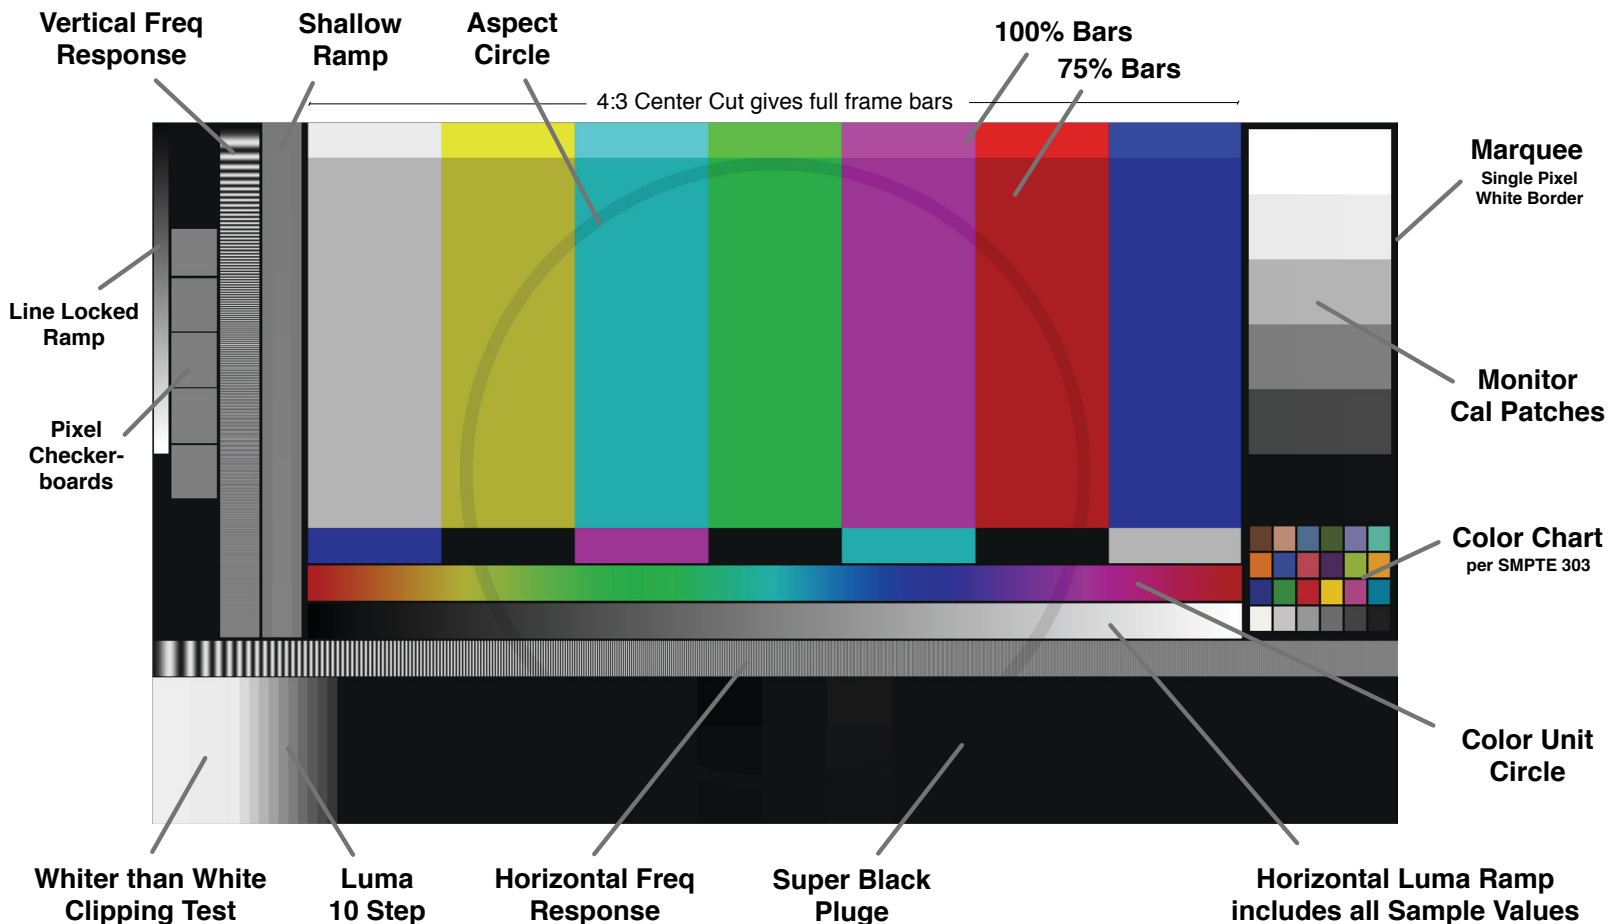 Vertical Freq
Response
Shallow
Ramp
Aspect
Circle
100% Bars
75% Bars
4:3 Center Cut gives full frame bars
Marquee
Single Pixel
White Border
Line Locked
Ramp
Monitor
Cal Patches
Pixel
Checker-
boards
Color Chart
per SMPTE 303
Color Unit
Circle
Whiter than White
Clipping Test
Luma
10 Step
Horizontal Freq
Response
Super Black
Pluge
Horizontal Luma Ramp
includes all Sample Values